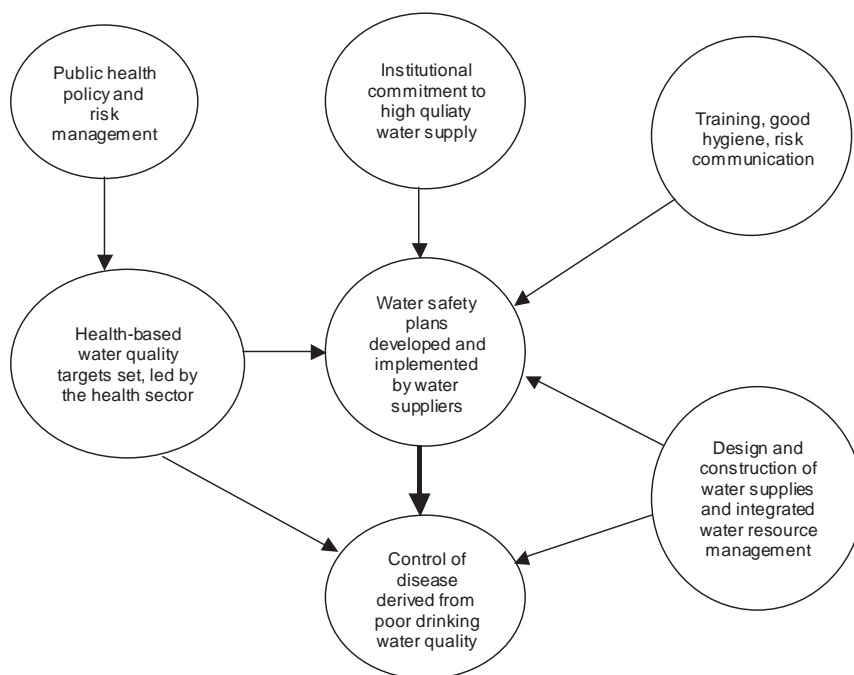 Public health
policy and
risk
management
Institutional
commitment to
high quliaty
water supply
Training, good
hygiene, risk
communication
Health-based
water quality
targets set, led by
the health sector
Water safety
plans
developed and
implemented
by water
suppliers
Design and
construction of
water supplies
and integrated
water resource
management
Control of
disease
derived from
poor drinking
water quality